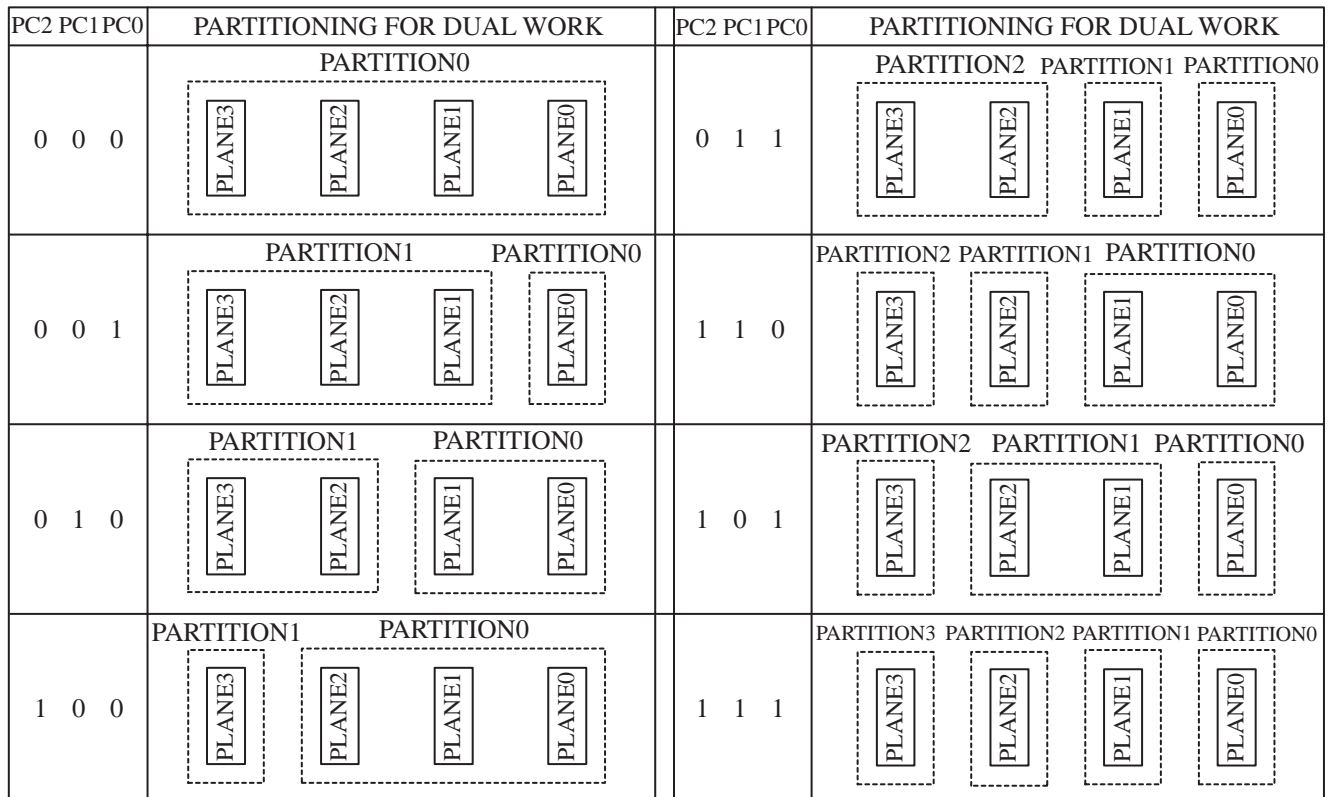 PC2 PC1PC0 PARTITIONING FOR DUAL WORK PC2 PC1PC0 PARTITIONING FOR DUAL WORK
0 0 0
PARTITION0
PLANE3 PLANE2 PLANE1 PLANE0
0 1 1
PARTITION2 PARTITION1 PARTITION0
PLANE3 PLANE2 PLANE1 PLANE0
0 0 1
PARTITION1 PARTITION0
PLANE3 PLANE2 PLANE1 PLANE0
1 1 0
PARTITION2 PARTITION1 PARTITION0
PLANE3 PLANE2 PLANE1 PLANE0
0 1 0
PARTITION1 PARTITION0
PLANE3 PLANE2 PLANE1 PLANE0
1 0 1
PARTITION2 PARTITION1 PARTITION0
PLANE3 PLANE2 PLANE1 PLANE0
1 0 0
PARTITION1 PARTITION0
PLANE3 PLANE2 PLANE1 PLANE0
1 1 1
PARTITION3 PARTITION2 PARTITION1 PARTITION0
PLANE3 PLANE2 PLANE1 PLANE0